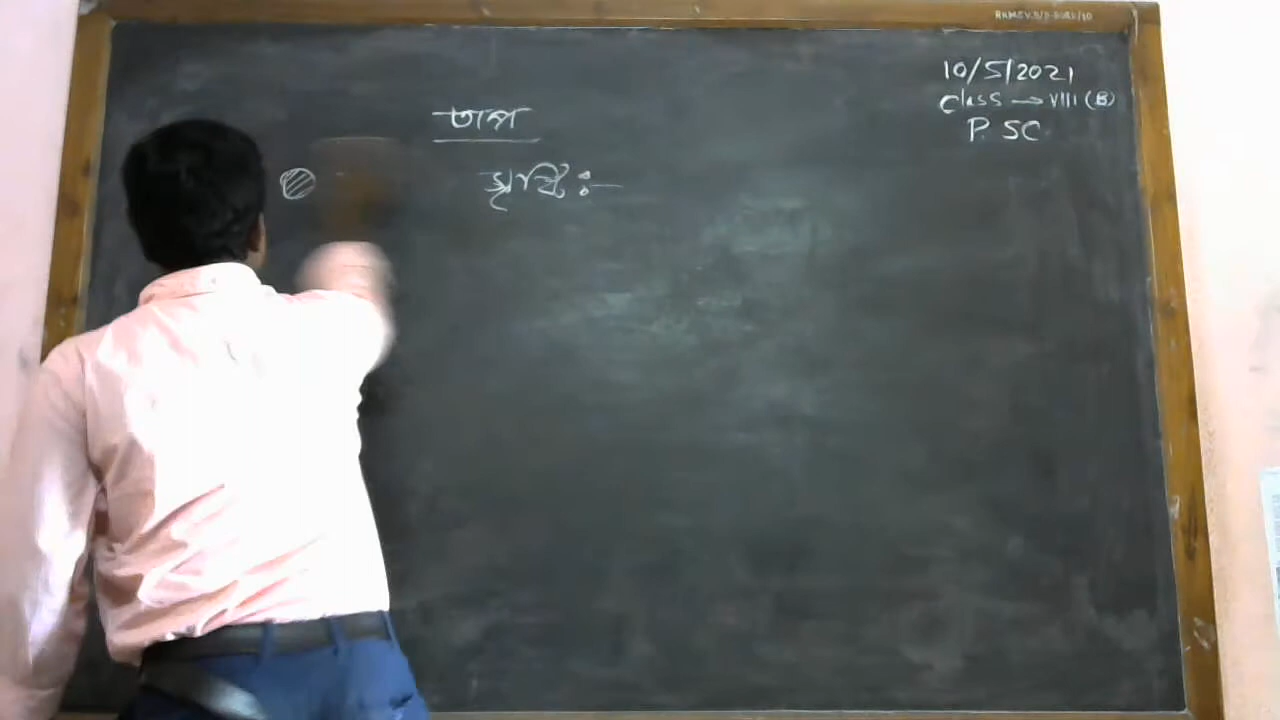 10/5/2021
Class → VIII (B)
P. SC
তাপ
সৃষ্টি :-